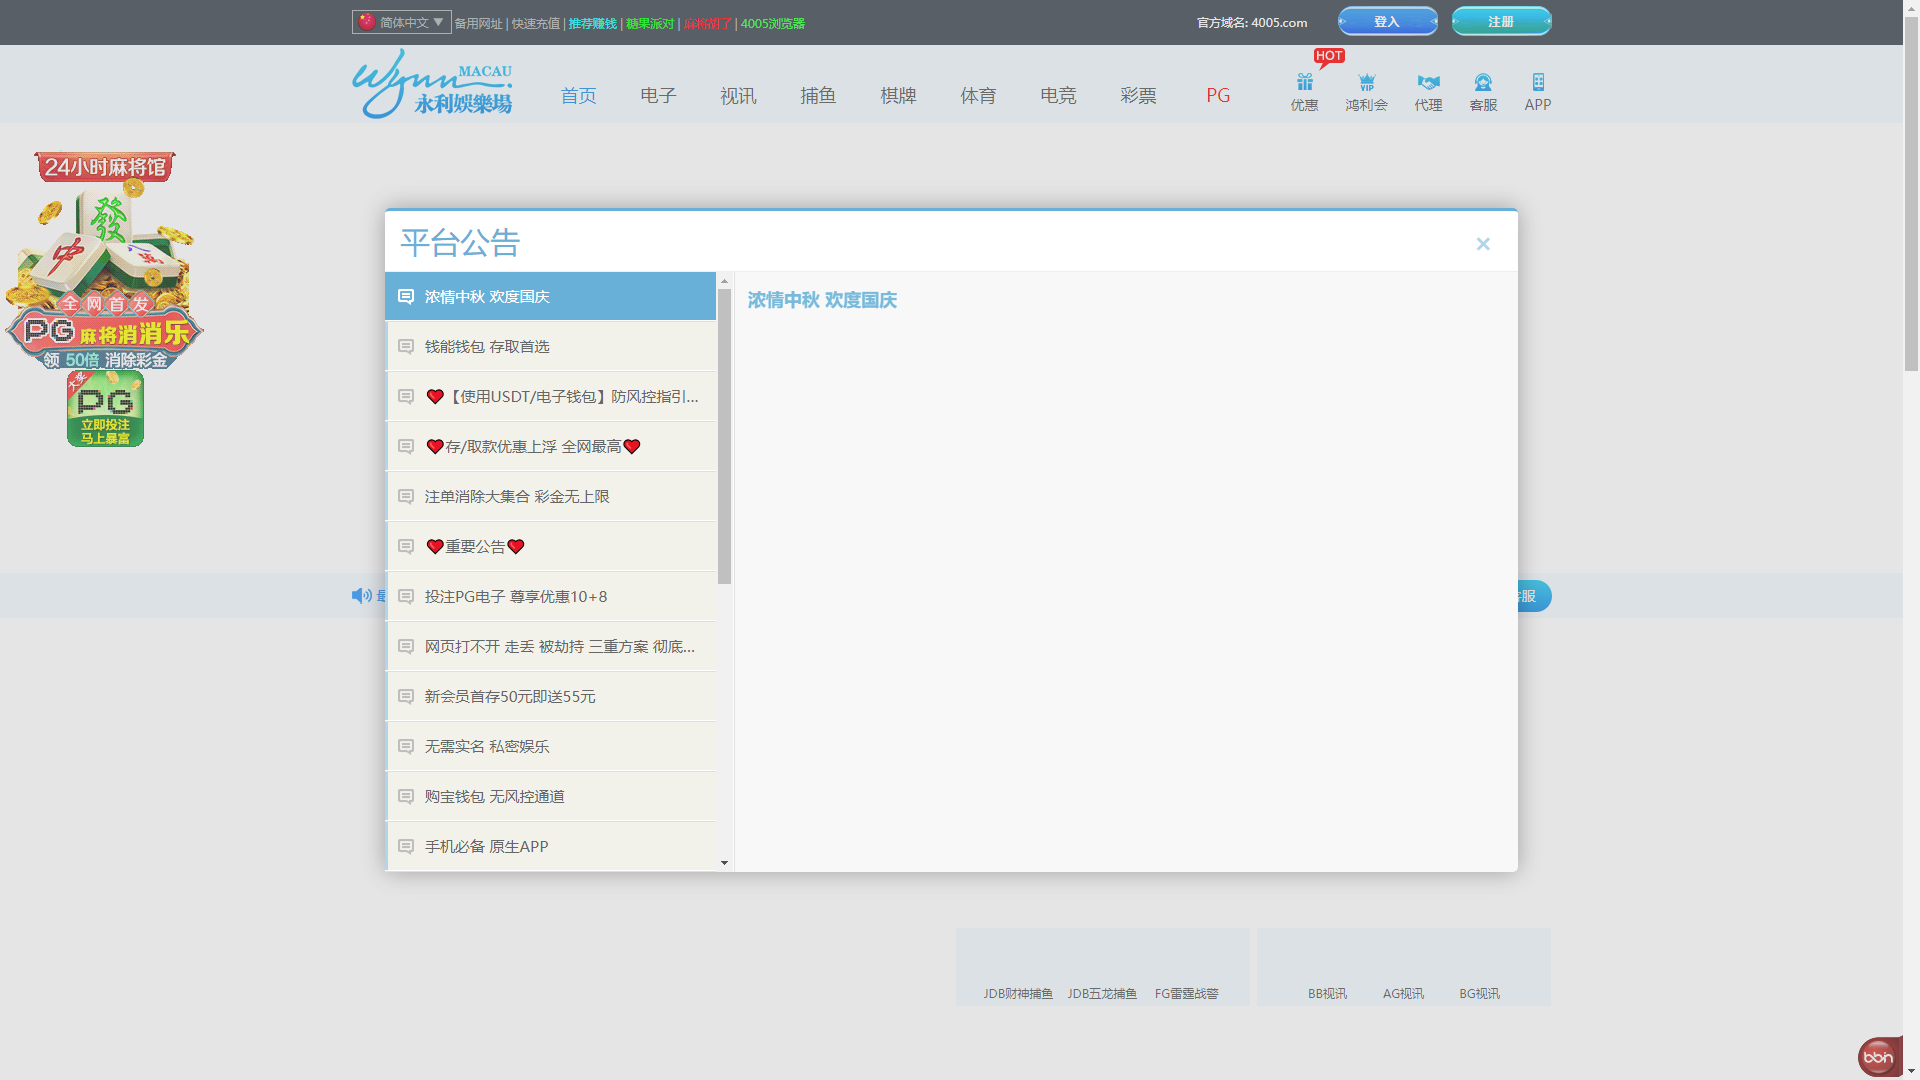 简体中文 ▼ 备用网址 | 快速充值 | 推荐赚钱 | 糖果派对 | 麻将胡了 | 4005浏览器
官方域名: 4005.com
登入
注册
Wynn MACAU
永利娱樂場
首页
电子
视讯
捕鱼
棋牌
体育
电竞
彩票
PG
HOT
优惠
VIP
鸿利会
代理
客服
APP
24小时麻将馆
發
中
萬
全网首发
PG 麻将消消乐
领 50倍 消除彩金
大奖
PG
立即投注
马上暴富
平台公告
×
浓情中秋 欢度国庆
钱能钱包 存取首选
❤【使用USDT/电子钱包】防风控指引...
❤存/取款优惠上浮 全网最高❤
注单消除大集合 彩金无上限
❤重要公告❤
投注PG电子 尊享优惠10+8
网页打不开 走丢 被劫持 三重方案 彻底...
新会员首存50元即送55元
无需实名 私密娱乐
购宝钱包 无风控通道
手机必备 原生APP
浓情中秋 欢度国庆
最
客服
JDB财神捕鱼
JDB五龙捕鱼
FG雷霆战警
BB视讯
AG视讯
BG视讯
bbin